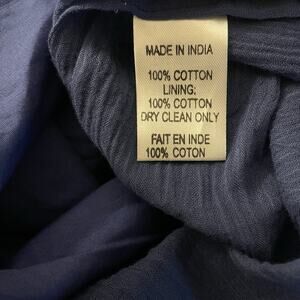 MADE IN INDIA
100% COTTON
LINING:
100% COTTON
DRY CLEAN ONLY
FAIT EN INDE
100% COTON